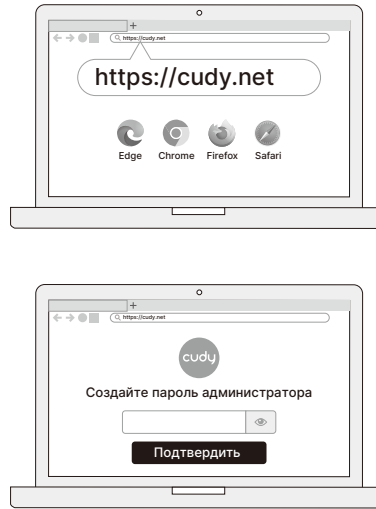 https://cudy.net
https://cudy.net
Edge Chrome Firefox Safari
https://cudy.net
cudy
Создайте пароль администратора
Подтвердить